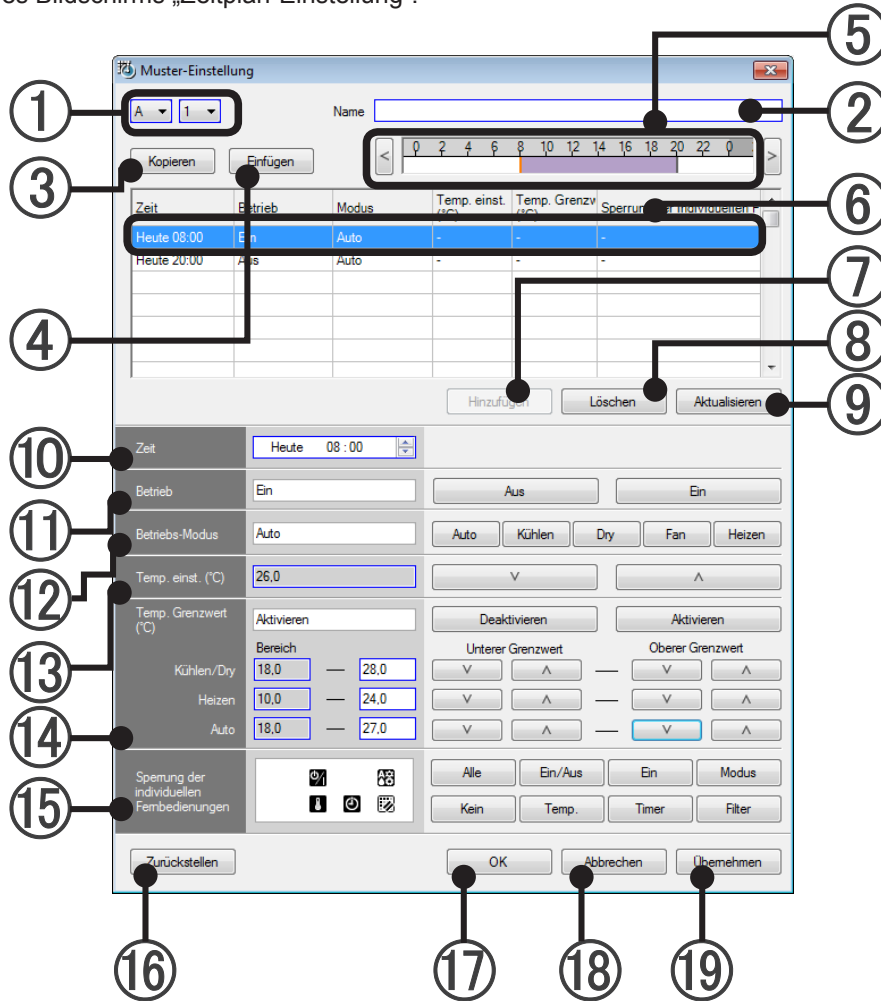 des Bildschirms „Zeitplan-Einstellung".
5
Muster-Einstellung
1
A 1
Name
2
0 2 4 6 8 10 12 14 16 18 20 22 0
< >
Kopieren Einfügen
3
Zeit Betrieb Modus Temp. einst. (°C) Temp. Grenzw (°C) Sperrung der individuellen F
6
Heute 08:00 Ein Auto - - -
Heute 20:00 Aus Auto - - -
7
4
8
Hinzufügen Löschen Aktualisieren
9
10
Zeit Heute 08 : 00
11
Betrieb Ein Aus Ein
12
Betriebs-Modus Auto Auto Kühlen Dry Fan Heizen
13
Temp. einst. (°C) 26,0
Temp. Grenzwert (°C) Aktivieren Deaktivieren Aktivieren
Bereich Unterer Grenzwert Oberer Grenzwert
Kühlen/Dry 18,0 — 28,0 —
Heizen 10,0 — 24,0 —
14
Auto 18,0 — 27,0 —
15
Sperrung der individuellen Fernbedienungen
Alle Ein/Aus Ein Modus
Kein Temp. Timer Filter
Zurückstellen OK Abbrechen Übernehmen
16 17 18 19